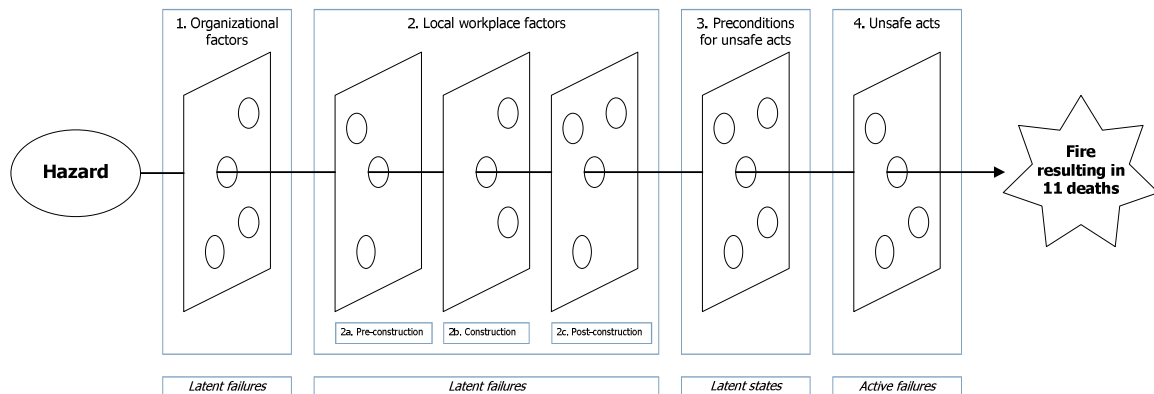 1. Organizational
factors
2. Local workplace factors
3. Preconditions
for unsafe acts
4. Unsafe acts
Hazard
Fire
resulting in
11 deaths
2a. Pre-construction
2b. Construction
2c. Post-construction
Latent failures
Latent failures
Latent states
Active failures